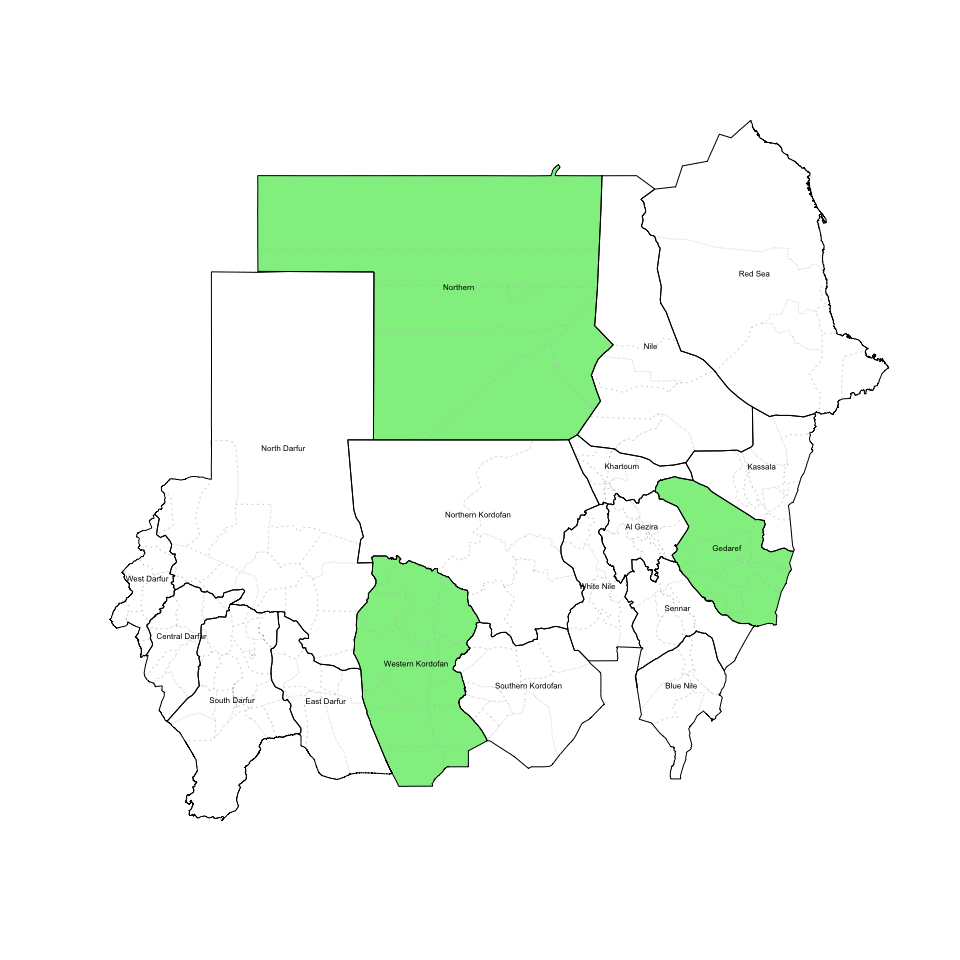 Red Sea
Northern
Nile
North Darfur
Khartoum
Kassala
Northern Kordofan
Al Gezira
Gedaref
West Darfur
White Nile
Sennar
Central Darfur
Western Kordofan
Southern Kordofan
Blue Nile
South Darfur
East Darfur